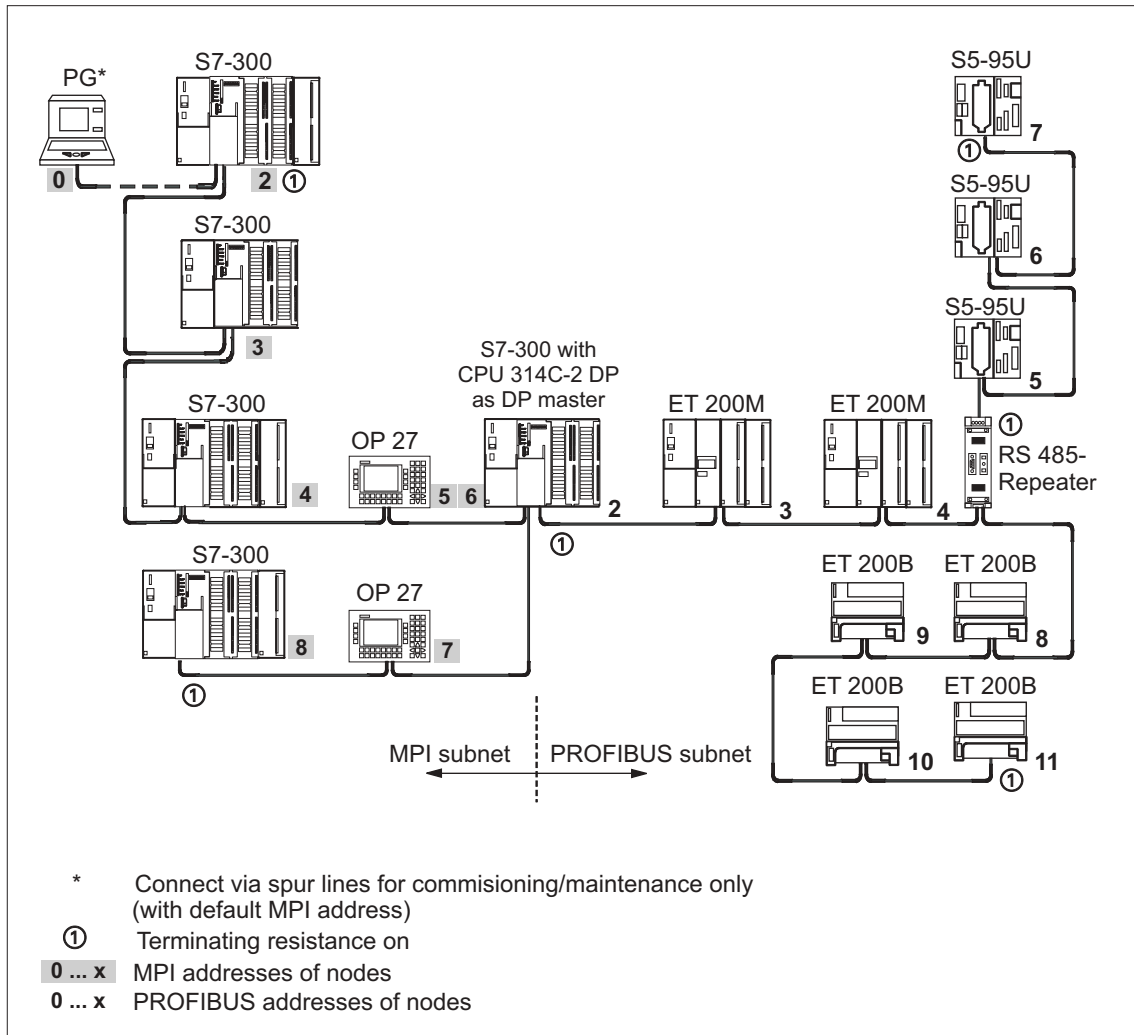 PG*
0
S7-300
2 ①
S7-300
3
S7-300
4
OP 27
5 6
S7-300 with
CPU 314C-2 DP
as DP master
2
①
ET 200M
3
ET 200M
4
S5-95U
7
①
S5-95U
6
S5-95U
5
①
RS 485-
Repeater
S7-300
8
①
OP 27
7
ET 200B
9
ET 200B
8
ET 200B
10
ET 200B
11
①
MPI subnet
PROFIBUS subnet
* Connect via spur lines for commisioning/maintenance only
(with default MPI address)
① Terminating resistance on
0 ... x MPI addresses of nodes
0 ... x PROFIBUS addresses of nodes